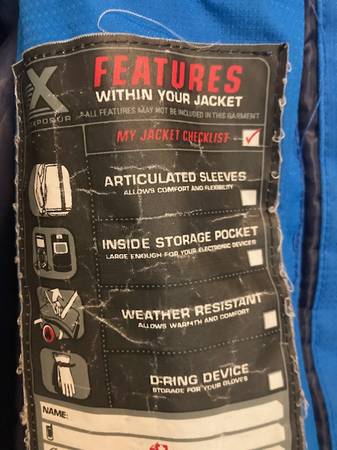 FEATURES
WITHIN YOUR JACKET
*ALL FEATURES MAY NOT BE INCLUDED IN THIS GARMENT
X
XPOSUR
MY JACKET CHECKLIST
ARTICULATED SLEEVES
ALLOWS COMFORT AND FLEXIBILITY
INSIDE STORAGE POCKET
LARGE ENOUGH FOR YOUR ELECTRONIC DEVICES
WEATHER RESISTANT
ALLOWS WARMTH AND COMFORT
D-RING DEVICE
STORAGE FOR YOUR GLOVES
NAME: